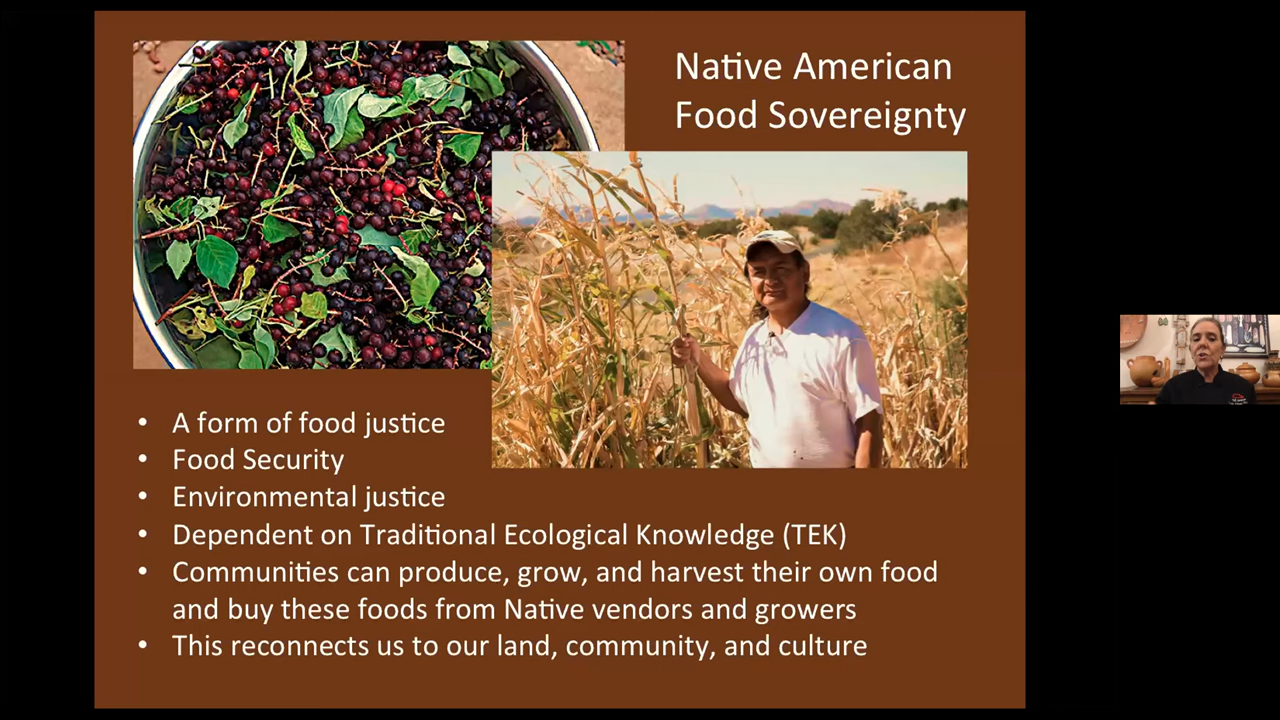 Native American
Food Sovereignty
• A form of food justice
• Food Security
• Environmental justice
• Dependent on Traditional Ecological Knowledge (TEK)
• Communities can produce, grow, and harvest their own food
and buy these foods from Native vendors and growers
• This reconnects us to our land, community, and culture